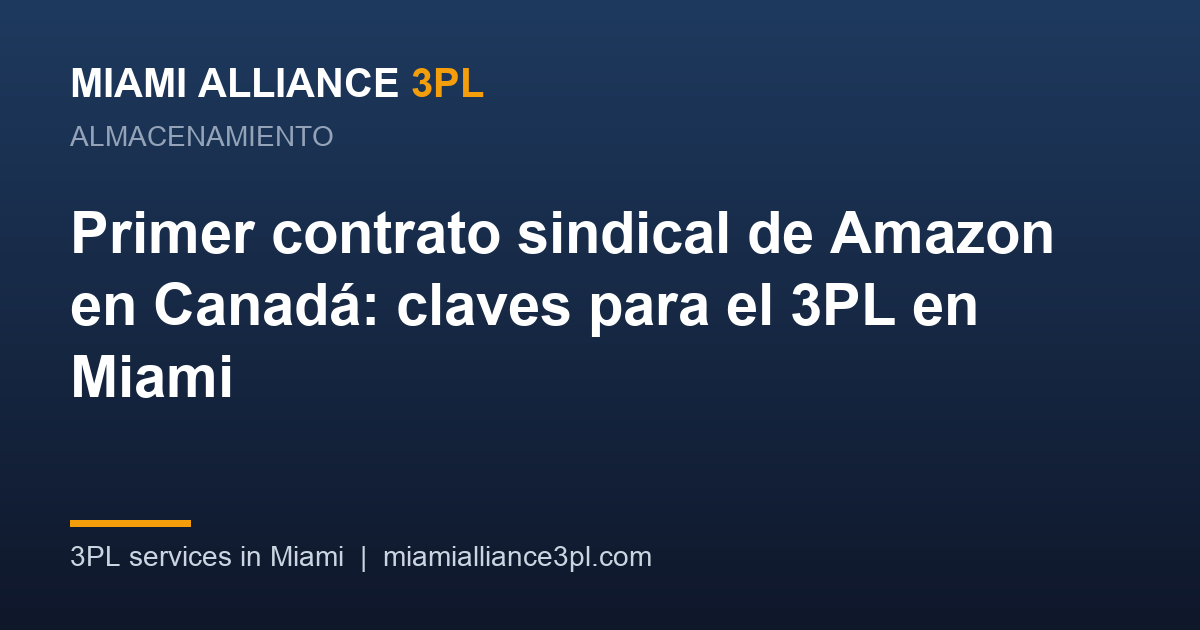 MIAMI ALLIANCE 3PL
ALMACENAMIENTO
Primer contrato sindical de Amazon
en Canadá: claves para el 3PL en
Miami
3PL services in Miami | miamialliance3pl.com